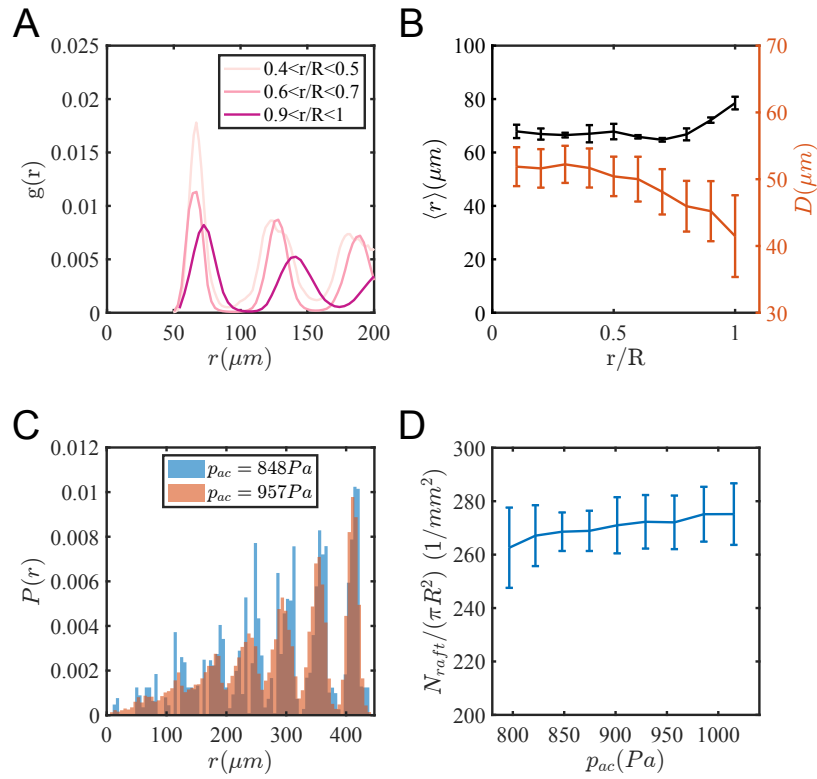 A
0.025
0.02
0.015
0.01
0.005
0
g(r)
0.4<r/R<0.5
0.6<r/R<0.7
0.9<r/R<1
0 50 100 150 200
r(μm)
B
100
80
60
40
20
0
⟨r⟩(μm)
70
60
50
40
30
D(μm)
0 0.5 1
r/R
C
0.012
0.01
0.008
0.006
0.004
0.002
0
P(r)
p_ac = 848Pa
p_ac = 957Pa
0 100 200 300 400
r(μm)
D
300
280
260
240
220
200
N_raft/(πR²) (1/mm²)
800 850 900 950 1000
p_ac(Pa)